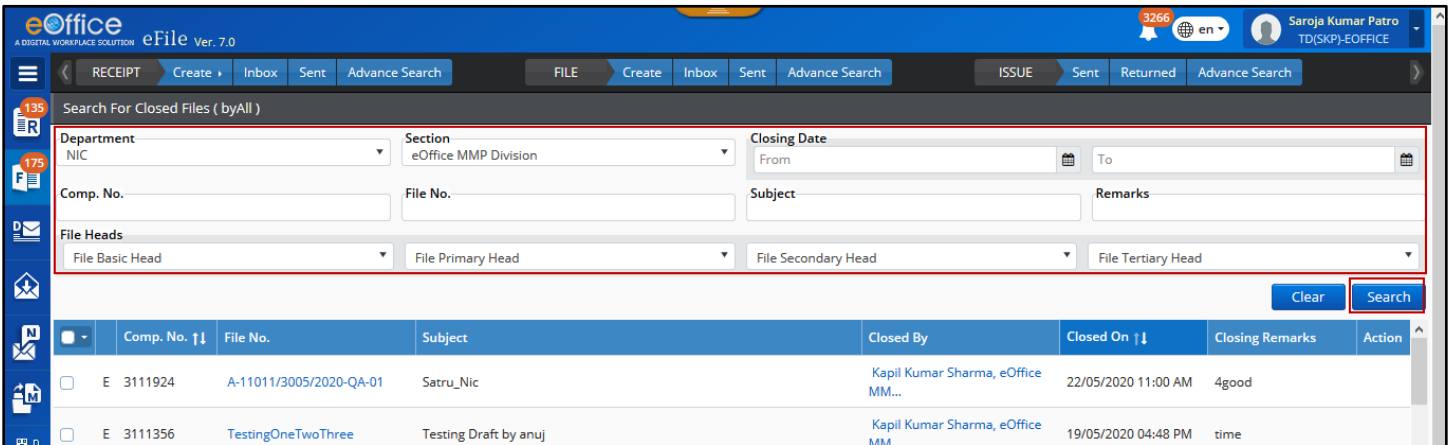 eOffice
A DIGITAL WORKPLACE SOLUTION eFile Ver. 7.0
3266 en Saroja Kumar Patro
TD(SKP)-EOFFICE
RECEIPT Create Inbox Sent Advance Search FILE Create Inbox Sent Advance Search ISSUE Sent Returned Advance Search
135 R
Search For Closed Files ( byAll )
Department Section Closing Date
NIC eOffice MMP Division From To
175 F
Comp. No. File No. Subject Remarks
D
File Heads
File Basic Head File Primary Head File Secondary Head File Tertiary Head
Clear Search
N
Comp. No. File No. Subject Closed By Closed On Closing Remarks Action
E 3111924 A-11011/3005/2020-QA-01 Satru_Nic Kapil Kumar Sharma, eOffice 22/05/2020 11:00 AM 4good
MM...
M
E 3111356 TestingOneTwoThree Testing Draft by anuj Kapil Kumar Sharma, eOffice 19/05/2020 04:48 PM time